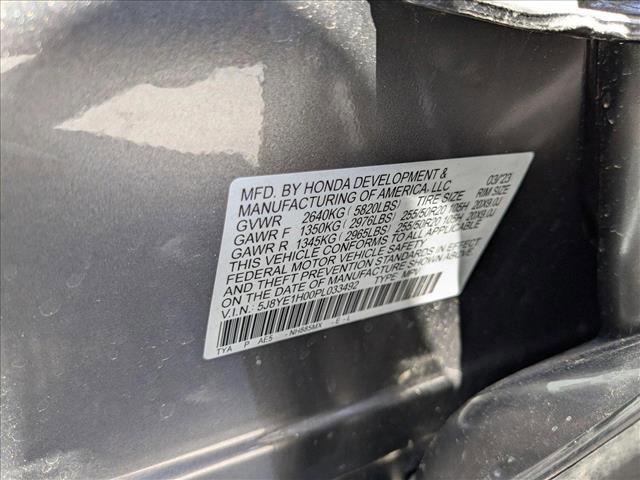 MFD. BY HONDA DEVELOPMENT & 03/23
MANUFACTURING OF AMERICA, LLC
TIRE SIZE RIM SIZE
GVWR 2640KG ( 5820LBS)
GAWR F 1350KG ( 2976LBS) 255/50R20 105H 20X9.0J
GAWR R 1345KG ( 2965LBS) 255/50R20 105H 20X9.0J
THIS VEHICLE CONFORMS TO ALL APPLICABLE
FEDERAL MOTOR VEHICLE SAFETY
AND THEFT PREVENTION STANDARDS IN EFFECT
ON THE DATE OF MANUFACTURE SHOWN ABOVE.
V.I.N.: 5J8YE1H00PL033492 TYPE: MPV
TYA P AE5 NH885MX -E-L